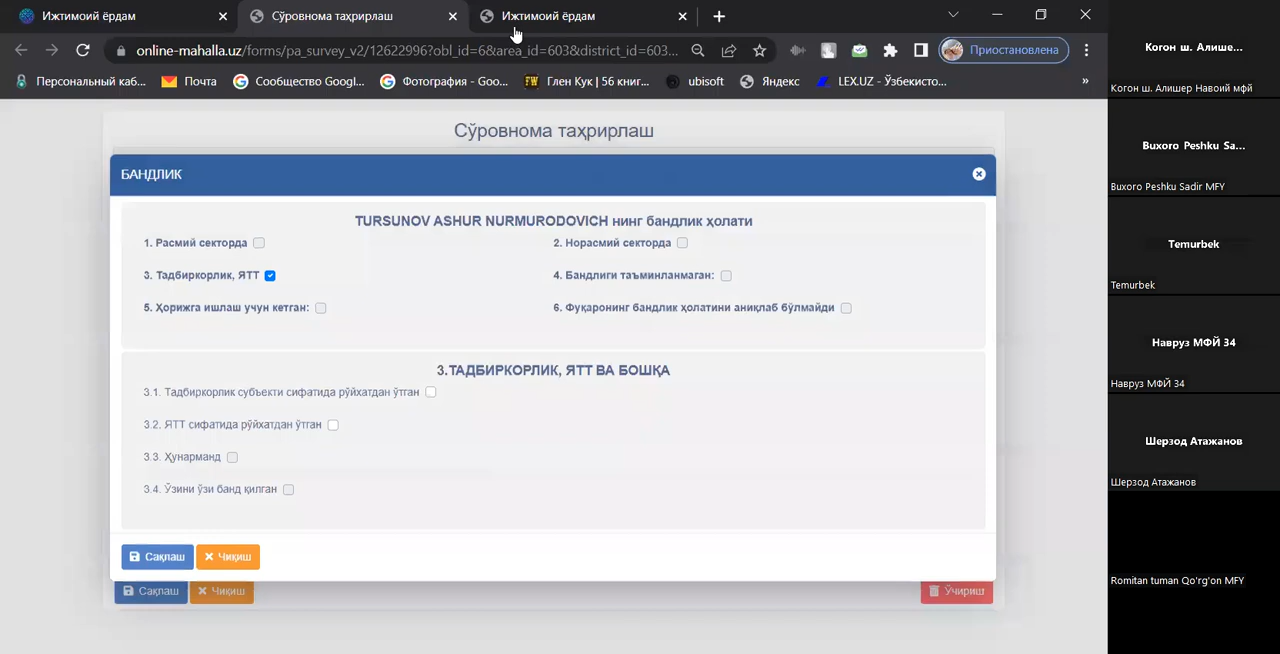 Ижтимоий ёрдам
Сўровнома таҳрирлаш
Ижтимоий ёрдам
online-mahalla.uz/forms/pa_survey_v2/12622996?obl_id=6&area_id=603&district_id=603...
Приостановлена
Персональный каб...
Почта
Сообщество Googl...
Фотография - Goo...
Глен Кук | 56 книг...
ubisoft
Яндекс
LEX.UZ - Ўзбекисто...
»
Сўровнома таҳрирлаш
БАНДЛИК
TURSUNOV ASHUR NURMURODOVICH нинг бандлик ҳолати
1. Расмий секторда
2. Норасмий секторда
3. Тадбиркорлик, ЯТТ
4. Бандлиги таъминланмаган:
5. Ҳорижга ишлаш учун кетган:
6. Фуқаронинг бандлик ҳолатини аниқлаб бўлмайди
3.ТАДБИРКОРЛИК, ЯТТ ВА БОШҚА
3.1. Тадбиркорлик субъекти сифатида рўйхатдан ўтган
3.2. ЯТТ сифатида рўйхатдан ўтган
3.3. Ҳунарманд
3.4. Ўзини ўзи банд қилган
Сақлаш
Чиқиш
Сақлаш
Чиқиш
Ўчириш
Когон ш. Алише...
Когон ш. Алишер Навоий мфй
Buxoro Peshku Sa...
Buxoro Peshku Sadir MFY
Temurbek
Temurbek
Навруз МФЙ 34
Навруз МФЙ 34
Шерзод Атажанов
Шерзод Атажанов
Romitan tuman Qo'rg'on MFY